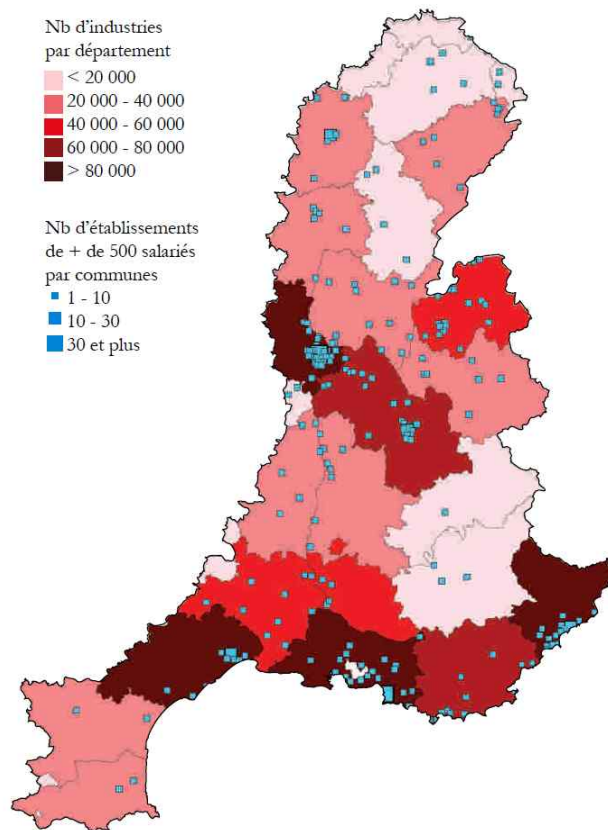 Nb d'industries
par département
< 20 000
20 000 - 40 000
40 000 - 60 000
60 000 - 80 000
> 80 000
Nb d'établissements
de + de 500 salariés
par communes
1 - 10
10 - 30
30 et plus